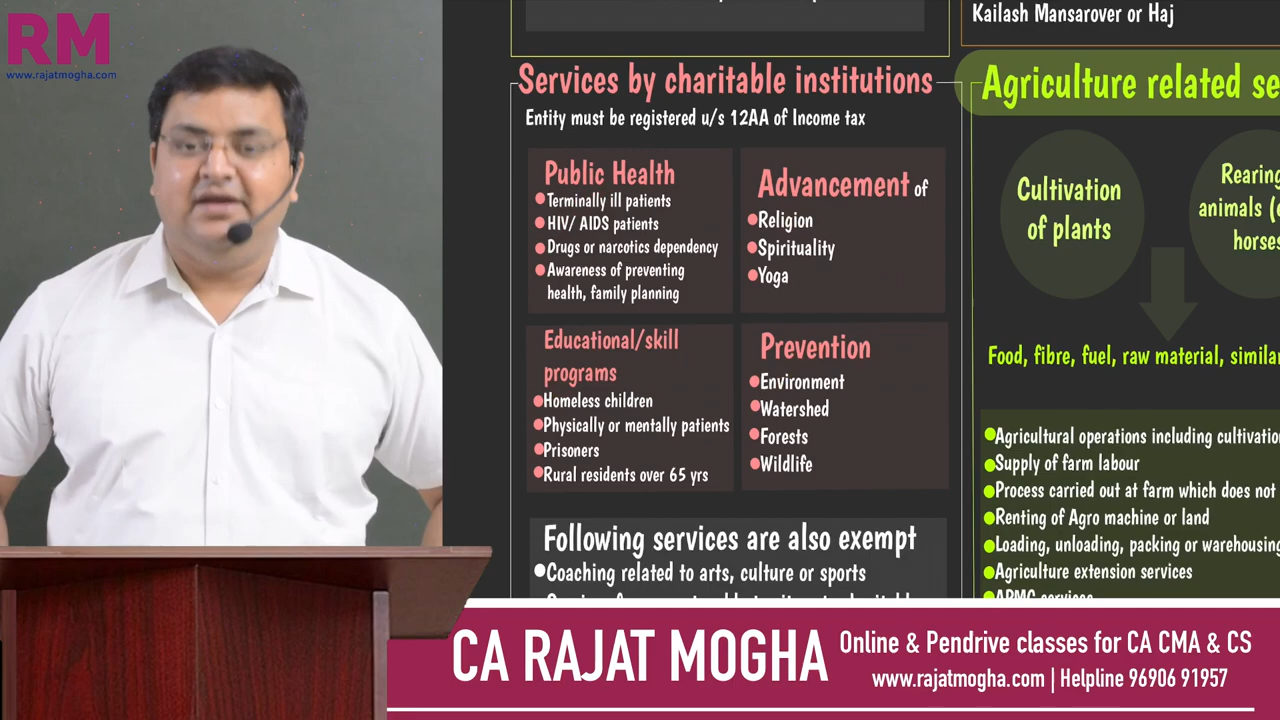 RM
www.rajatmogha.com
Kailash Mansarover or Haj
Services by charitable institutions
Entity must be registered u/s 12AA of Income tax
Public Health
Terminally ill patients
HIV/ AIDS patients
Drugs or narcotics dependency
Awareness of preventing
health, family planning
Advancement of
Religion
Spirituality
Yoga
Educational/skill
programs
Homeless children
Physically or mentally patients
Prisoners
Rural residents over 65 yrs
Prevention
Environment
Watershed
Forests
Wildlife
Following services are also exempt
Coaching related to arts, culture or sports
Agriculture related se
Cultivation
of plants
Rearing
animals (
horses
Food, fibre, fuel, raw material, similar
Agricultural operations including cultivation
Supply of farm labour
Process carried out at farm which does not
Renting of Agro machine or land
Loading, unloading, packing or warehousing
Agriculture extension services
APMC services
CA RAJAT MOGHA
Online & Pendrive classes for CA CMA & CS
www.rajatmogha.com | Helpline 96906 91957